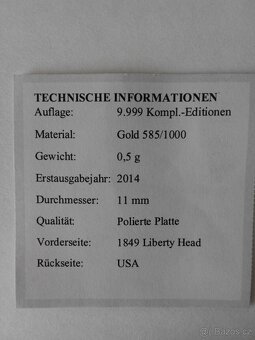 TECHNISCHE INFORMATIONEN
Auflage: 9.999 Kompl.-Editionen
Material: Gold 585/1000
Gewicht: 0,5 g
Erstausgabejahr: 2014
Durchmesser: 11 mm
Qualität: Polierte Platte
Vorderseite: 1849 Liberty Head
Rückseite: USA